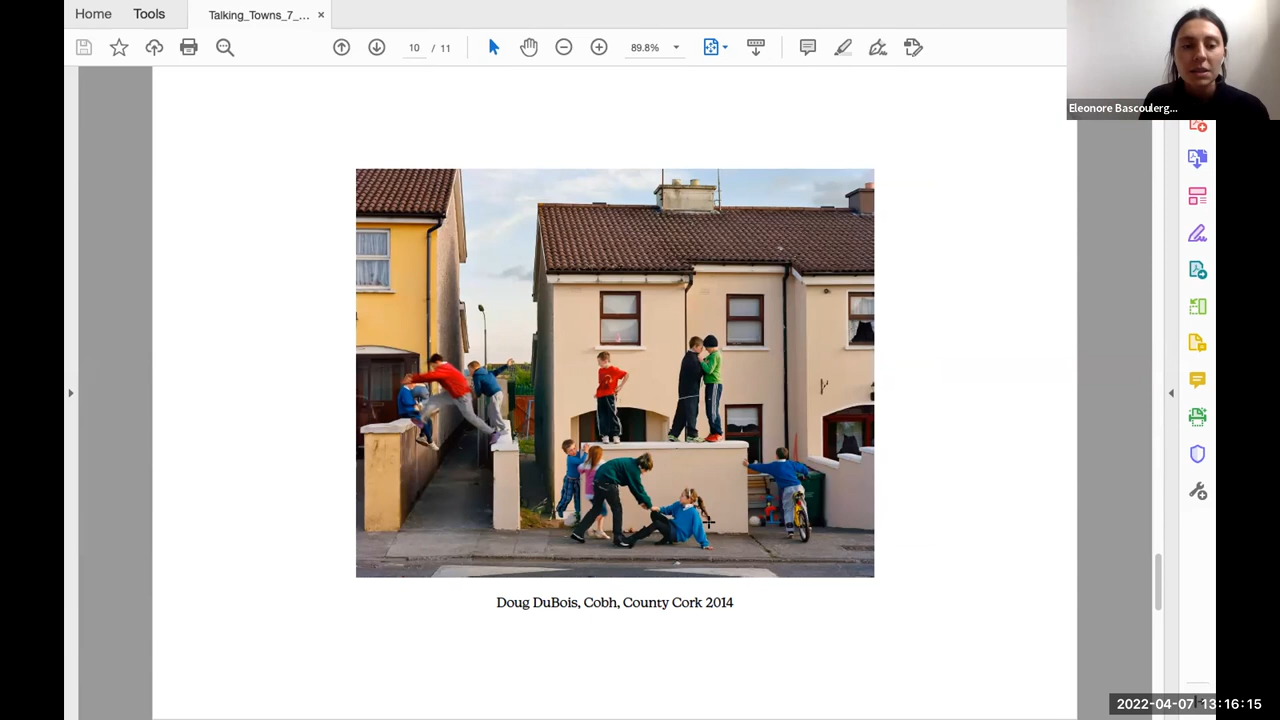 Home Tools Talking_Towns_7_... ×
10 / 11 89.8%
Eleonore Bascoulerg...
Doug DuBois, Cobh, County Cork 2014
2022-04-07 13:16:15